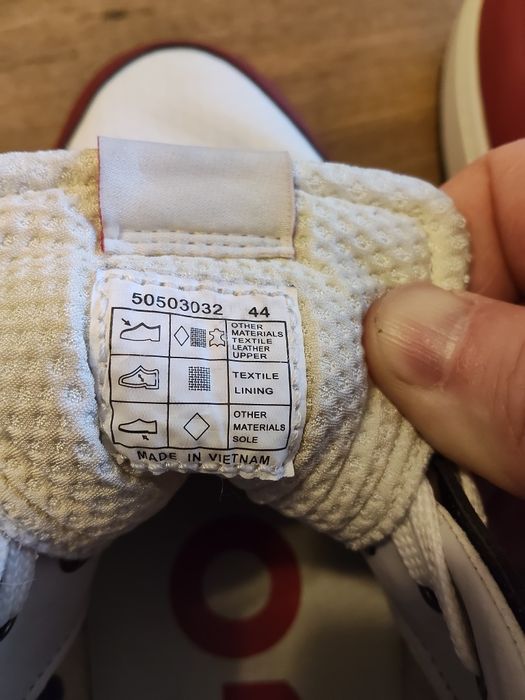 50503032 44
OTHER
MATERIALS
TEXTILE
LEATHER
UPPER
TEXTILE
LINING
OTHER
MATERIALS
SOLE
MADE IN VIETNAM